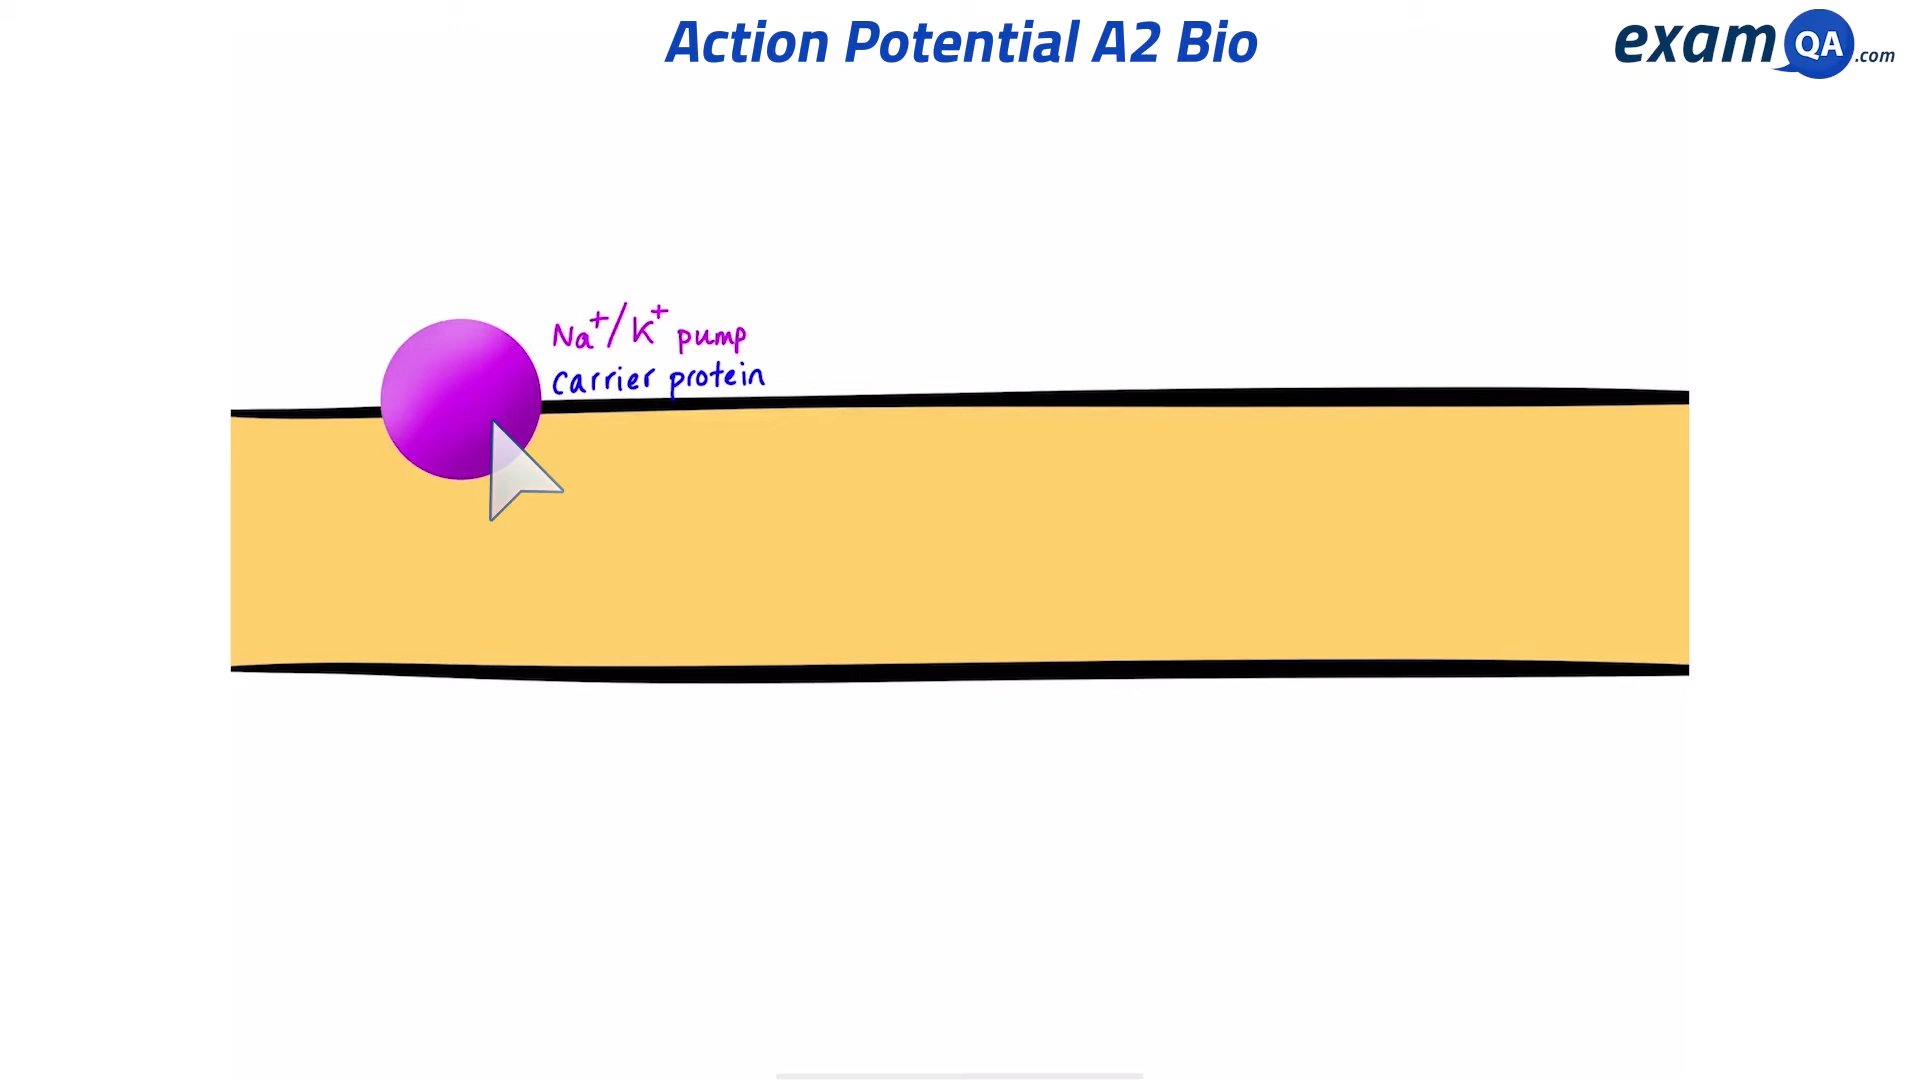 Action Potential A2 Bio
examQA.com
Na⁺/K⁺ pump
carrier protein